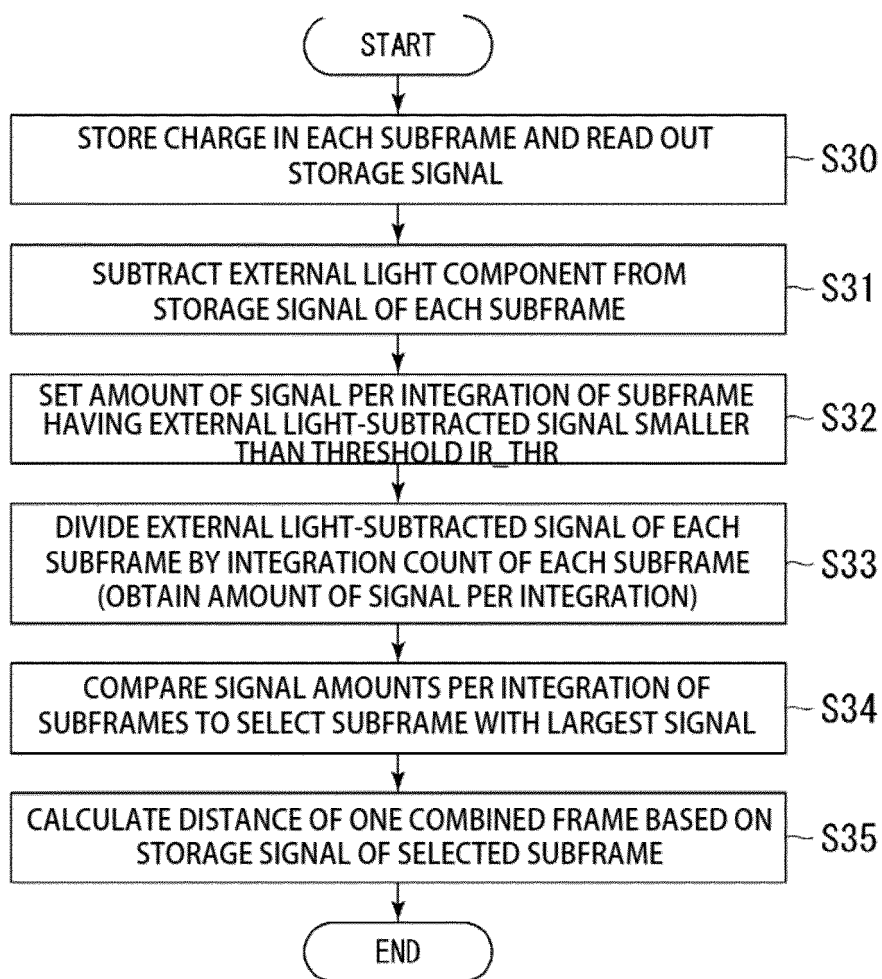 START
STORE CHARGE IN EACH SUBFRAME AND READ OUT
STORAGE SIGNAL
S30
SUBTRACT EXTERNAL LIGHT COMPONENT FROM
STORAGE SIGNAL OF EACH SUBFRAME
S31
SET AMOUNT OF SIGNAL PER INTEGRATION OF SUBFRAME
HAVING EXTERNAL LIGHT-SUBTRACTED SIGNAL SMALLER
THAN THRESHOLD IR_THR
S32
DIVIDE EXTERNAL LIGHT-SUBTRACTED SIGNAL OF EACH
SUBFRAME BY INTEGRATION COUNT OF EACH SUBFRAME
(OBTAIN AMOUNT OF SIGNAL PER INTEGRATION)
S33
COMPARE SIGNAL AMOUNTS PER INTEGRATION OF
SUBFRAMES TO SELECT SUBFRAME WITH LARGEST SIGNAL
S34
CALCULATE DISTANCE OF ONE COMBINED FRAME BASED ON
STORAGE SIGNAL OF SELECTED SUBFRAME
S35
END